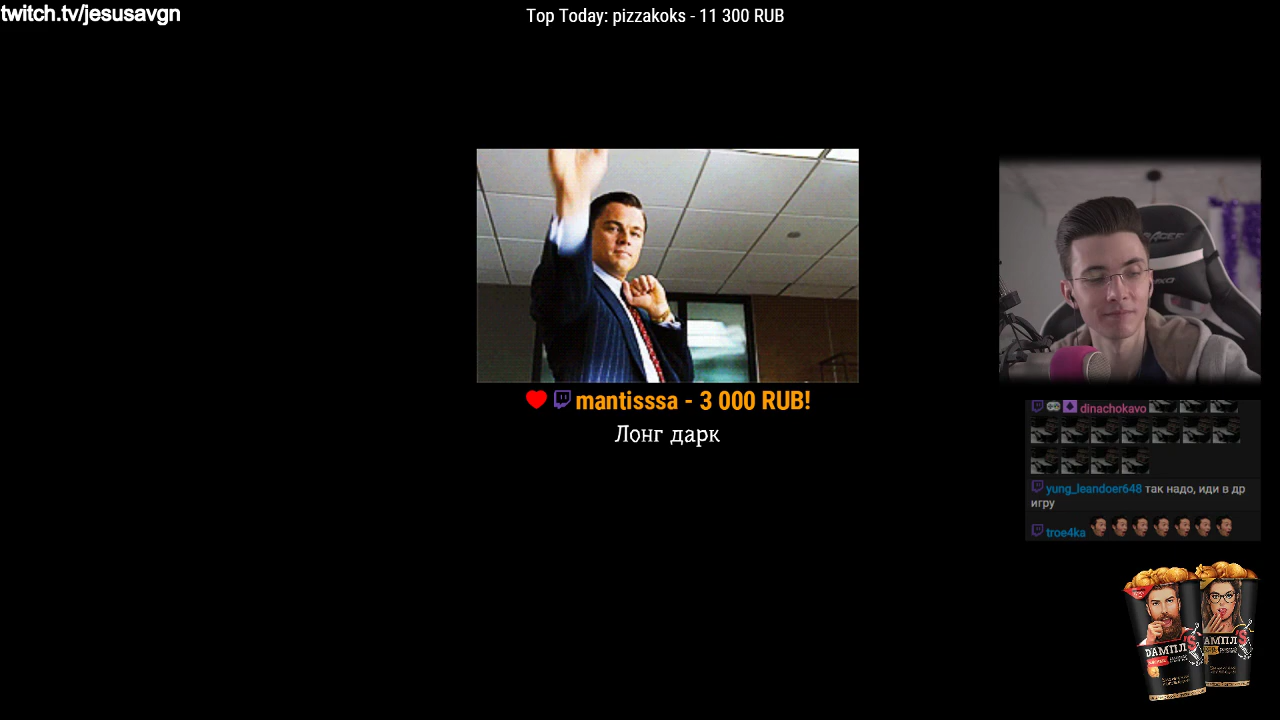 twitch.tv/jesusavgn
Top Today: pizzakoks - 11 300 RUB
mantisssa - 3 000 RUB!
Лонг дарк
dinachokavo
yung_leandoer648 так надо, иди в др
игру
troe4ka
ДАМПЛ'S